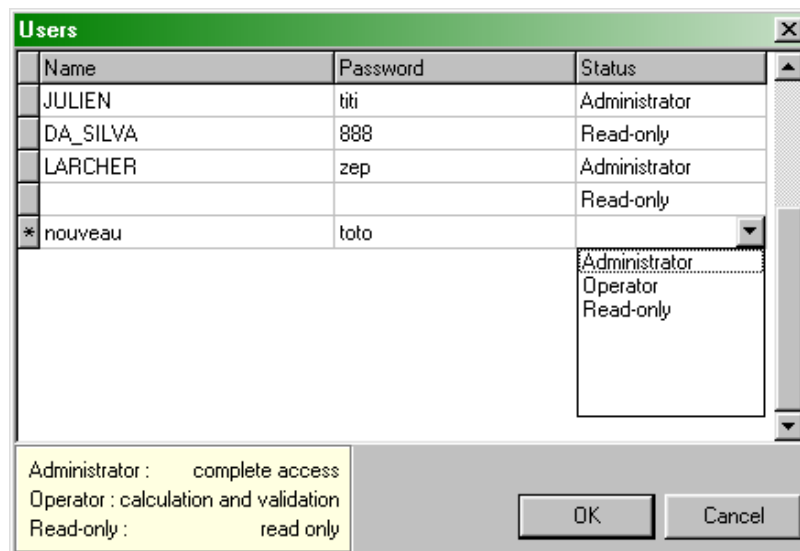 Users
Name Password Status
JULIEN titi Administrator
DA_SILVA 888 Read-only
LARCHER zep Administrator
Read-only
* nouveau toto
Administrator
Operator
Read-only
Administrator : complete access
Operator : calculation and validation
Read-only : read only
OK Cancel